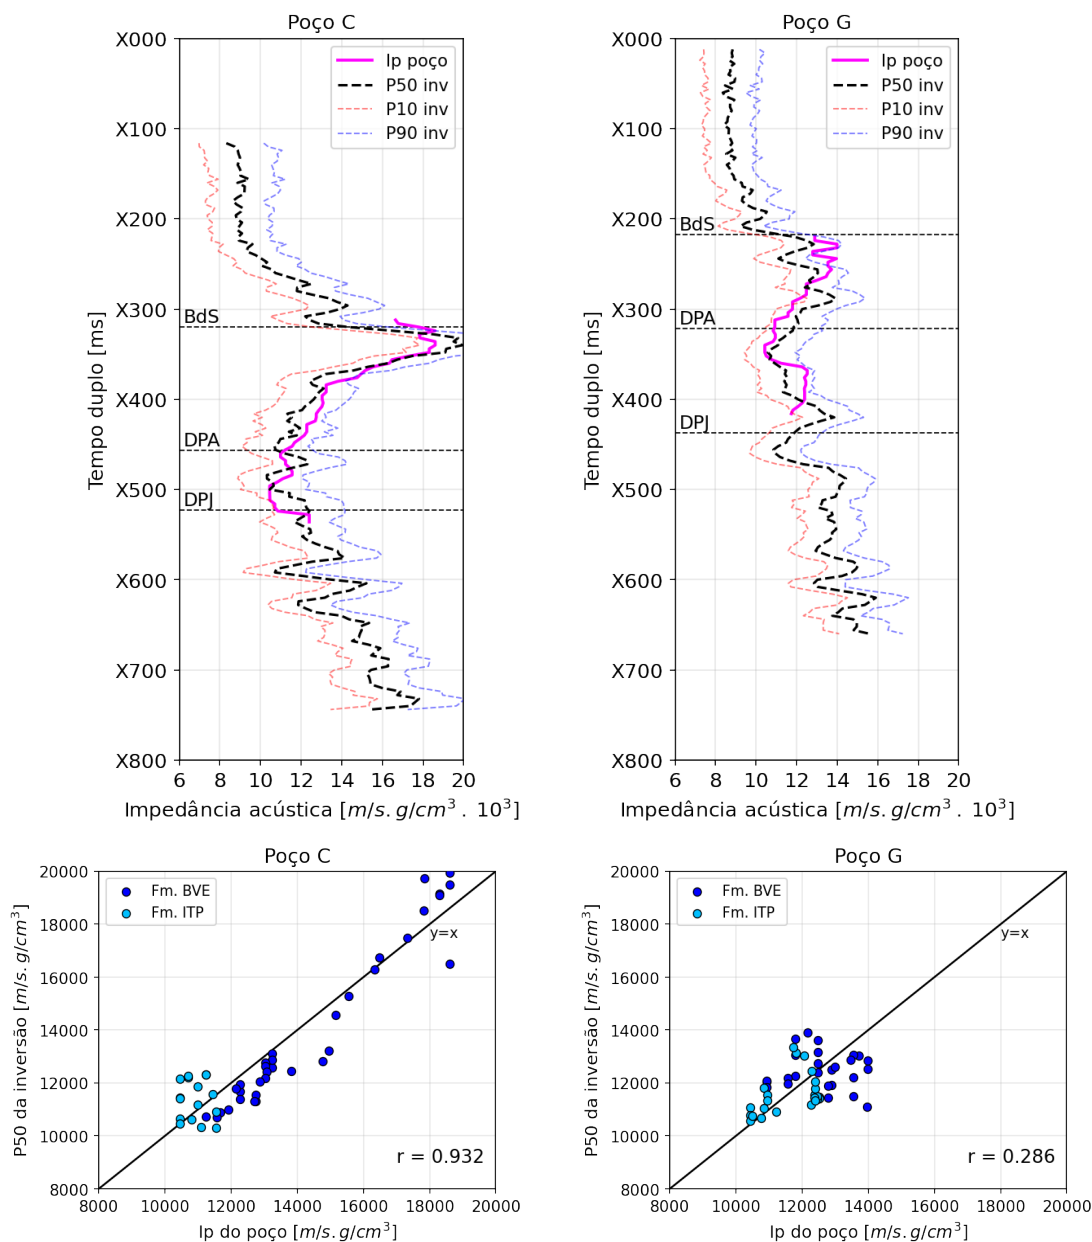 Poço C
X000
X100
X200
X300
X400
X500
X600
X700
X800
Tempo duplo [ms]
Ip poço
P50 inv
P10 inv
P90 inv
BdS
DPA
DPJ
6 8 10 12 14 16 18 20
Impedância acústica [m/s.g/cm³ . 10³]
Poço G
X000
X100
X200
X300
X400
X500
X600
X700
X800
Tempo duplo [ms]
Ip poço
P50 inv
P10 inv
P90 inv
BdS
DPA
DPJ
6 8 10 12 14 16 18 20
Impedância acústica [m/s.g/cm³ . 10³]
Poço C
20000
18000
16000
14000
12000
10000
8000
P50 da inversão [m/s.g/cm³]
Fm. BVE
Fm. ITP
y=x
r = 0.932
8000 10000 12000 14000 16000 18000 20000
Ip do poço [m/s.g/cm³]
Poço G
20000
18000
16000
14000
12000
10000
8000
P50 da inversão [m/s.g/cm³]
Fm. BVE
Fm. ITP
y=x
r = 0.286
8000 10000 12000 14000 16000 18000 20000
Ip do poço [m/s.g/cm³]